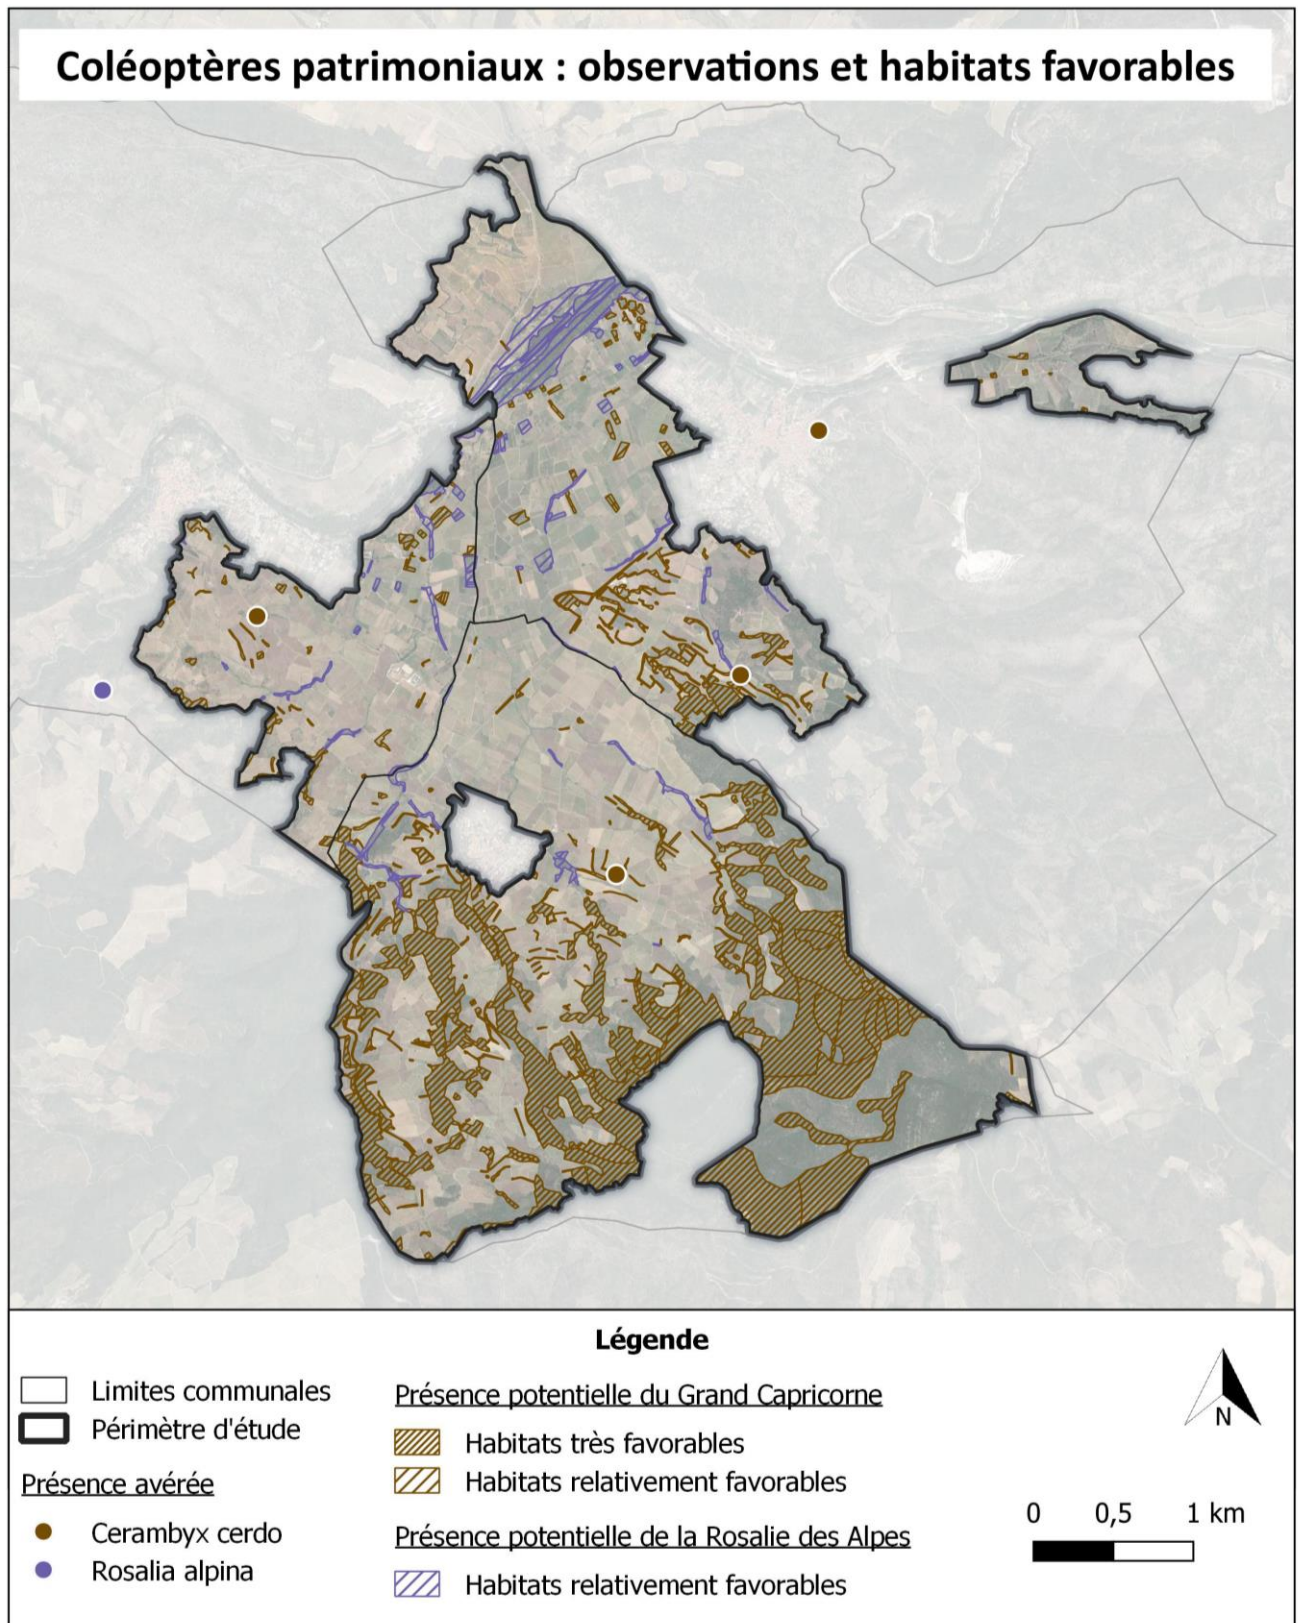 Coléoptères patrimoniaux : observations et habitats favorables
Légende
Limites communales
Périmètre d'étude
Présence avérée
Cerambyx cerdo
Rosalia alpina
Présence potentielle du Grand Capricorne
Habitats très favorables
Habitats relativement favorables
Présence potentielle de la Rosalie des Alpes
Habitats relativement favorables
N
0 0,5 1 km